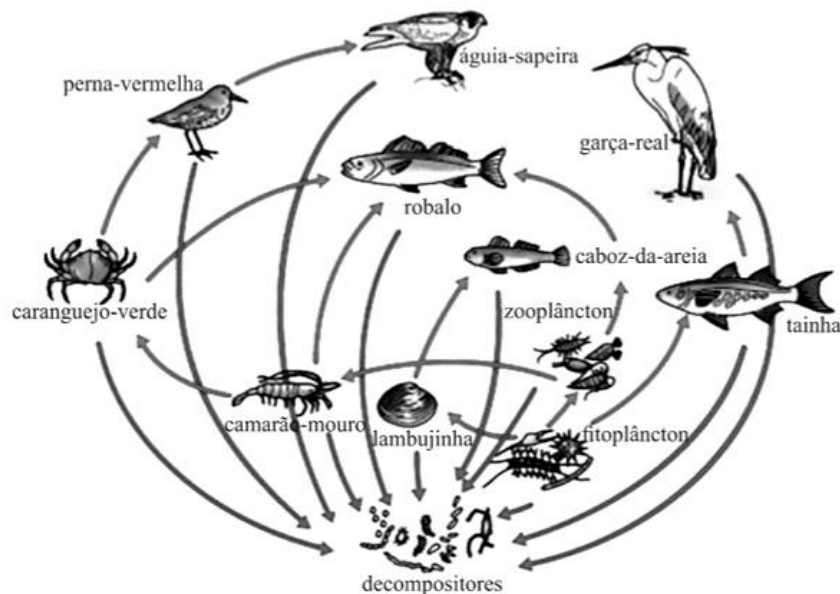 águia-sapeira
perna-vermelha
garça-real
robalo
caboz-da-areia
caranguejo-verde
zooplâncton
tainha
camarão-mouro
lambujinha
fitoplâncton
decompositores